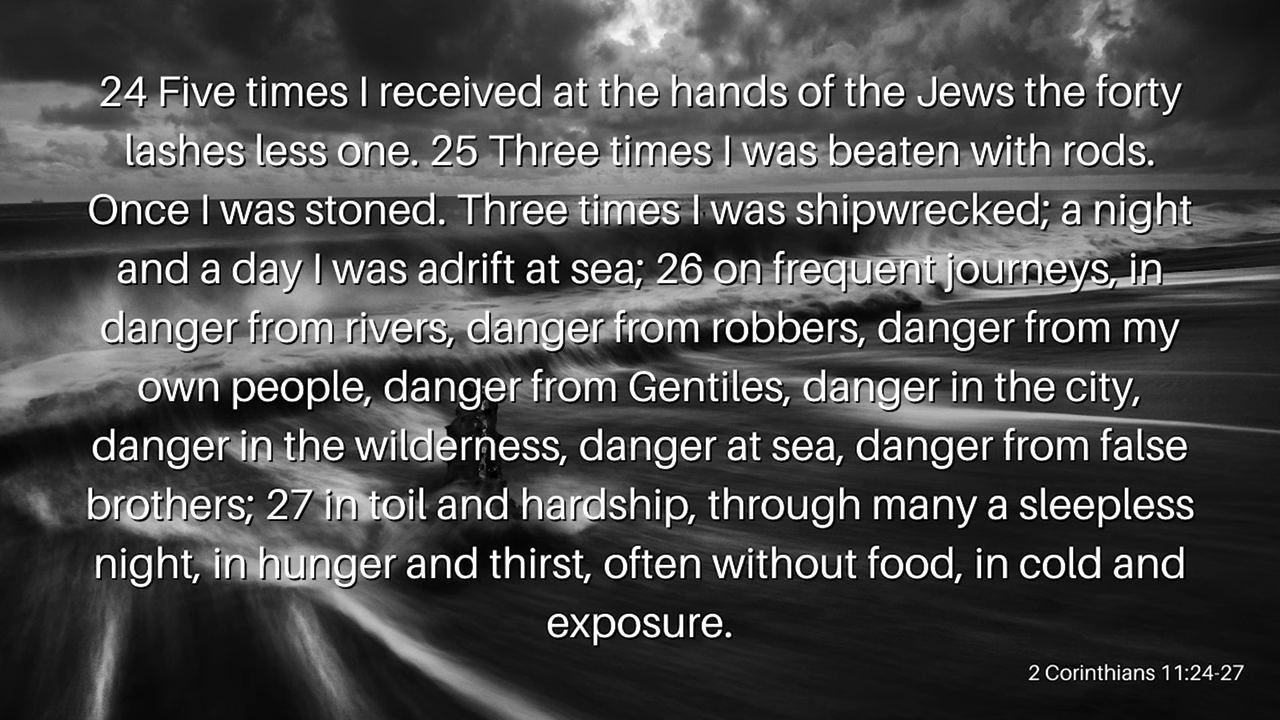 24 Five times I received at the hands of the Jews the forty
lashes less one. 25 Three times I was beaten with rods.
Once I was stoned. Three times I was shipwrecked; a night
and a day I was adrift at sea; 26 on frequent journeys, in
danger from rivers, danger from robbers, danger from my
own people, danger from Gentiles, danger in the city,
danger in the wilderness, danger at sea, danger from false
brothers; 27 in toil and hardship, through many a sleepless
night, in hunger and thirst, often without food, in cold and
exposure.
2 Corinthians 11:24-27